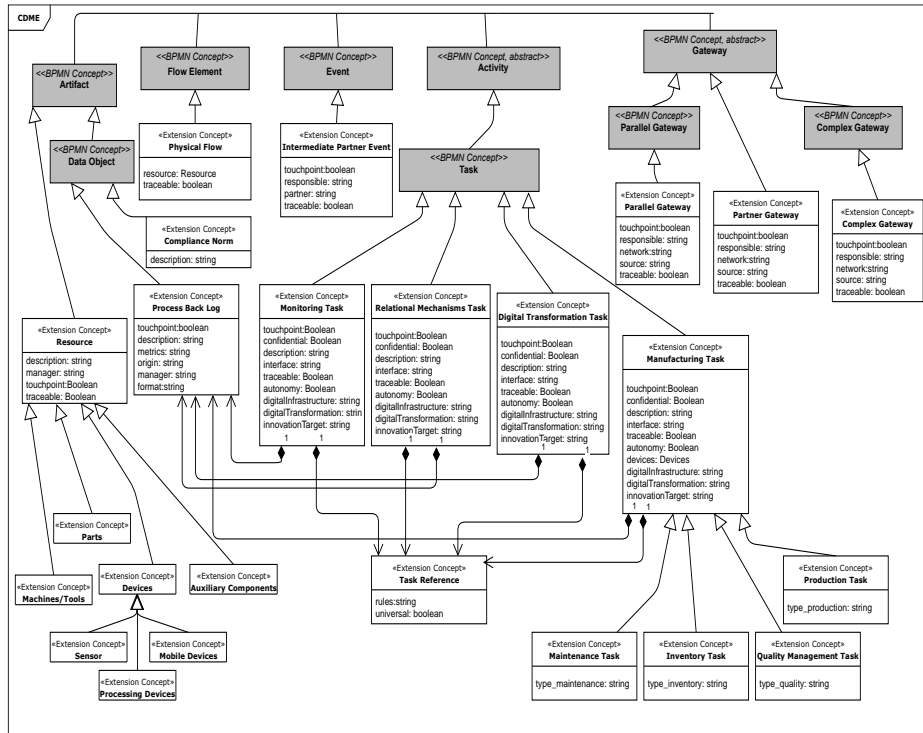 CDME
<<BPMN Concept>>
Artifact
<<BPMN Concept>>
Flow Element
<<BPMN Concept>>
Event
<<BPMN Concept, abstract>>
Activity
<<BPMN Concept, abstract>>
Gateway
<<BPMN Concept>>
Data Object
«Extension Concept»
Physical Flow
resource: Resource
traceable: boolean
«Extension Concept»
Intermediate Partner Event
touchpoint:boolean
responsible: string
partner: string
traceable: boolean
<<BPMN Concept>>
Task
<<BPMN Concept>>
Parallel Gateway
<<BPMN Concept>>
Complex Gateway
«Extension Concept»
Parallel Gateway
touchpoint:boolean
responsible: string
network:string
source: string
traceable: boolean
«Extension Concept»
Partner Gateway
touchpoint:boolean
responsible: string
network:string
source: string
traceable: boolean
«Extension Concept»
Complex Gateway
touchpoint:boolean
responsible: string
network:string
source: string
traceable: boolean
«Extension Concept»
Compliance Norm
description: string
«Extension Concept»
Process Back Log
touchpoint:boolean
description: string
metrics: string
origin: string
manager: string
format:string
«Extension Concept»
Monitoring Task
touchpoint:Boolean
confidential: Boolean
description: string
interface: string
traceable: Boolean
autonomy: Boolean
digitalInfrastructure: string
digitalTransformation: string
innovationTarget: string
1
1
«Extension Concept»
Relational Mechanisms Task
touchpoint:Boolean
confidential: Boolean
description: string
interface: string
traceable: Boolean
autonomy: Boolean
digitalInfrastructure: string
digitalTransformation: string
innovationTarget: string
1
1
«Extension Concept»
Digital Transformation Task
touchpoint:Boolean
confidential: Boolean
description: string
interface: string
traceable: Boolean
autonomy: Boolean
digitalInfrastructure: string
digitalTransformation: string
innovationTarget: string
1
1
«Extension Concept»
Manufacturing Task
touchpoint:Boolean
confidential: Boolean
description: string
interface: string
traceable: Boolean
autonomy: Boolean
devices: Devices
digitalInfrastructure: string
digitalTransformation: string
innovationTarget: string
1
1
«Extension Concept»
Resource
description: string
manager: string
touchpoint:Boolean
traceable: Boolean
«Extension Concept»
Parts
«Extension Concept»
Machines/Tools
«Extension Concept»
Devices
«Extension Concept»
Auxiliary Components
«Extension Concept»
Task Reference
rules:string
universal: boolean
«Extension Concept»
Production Task
type_production: string
«Extension Concept»
Sensor
«Extension Concept»
Mobile Devices
«Extension Concept»
Processing Devices
«Extension Concept»
Maintenance Task
type_maintenance: string
«Extension Concept»
Inventory Task
type_inventory: string
«Extension Concept»
Quality Management Task
type_quality: string